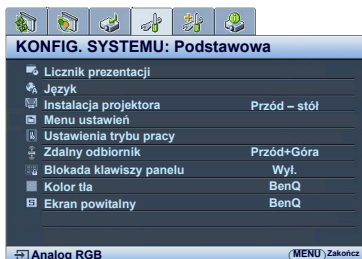 KONFIG. SYSTEMU: Podstawowa
Licznik prezentacji
Język
Instalacja projektora Przód – stół
Menu ustawień
Ustawienia trybu pracy
Zdalny odbiornik Przód+Góra
Blokada klawiszy panelu Wył.
Kolor tła BenQ
Ekran powitalny BenQ
Analog RGB MENU Zakończ